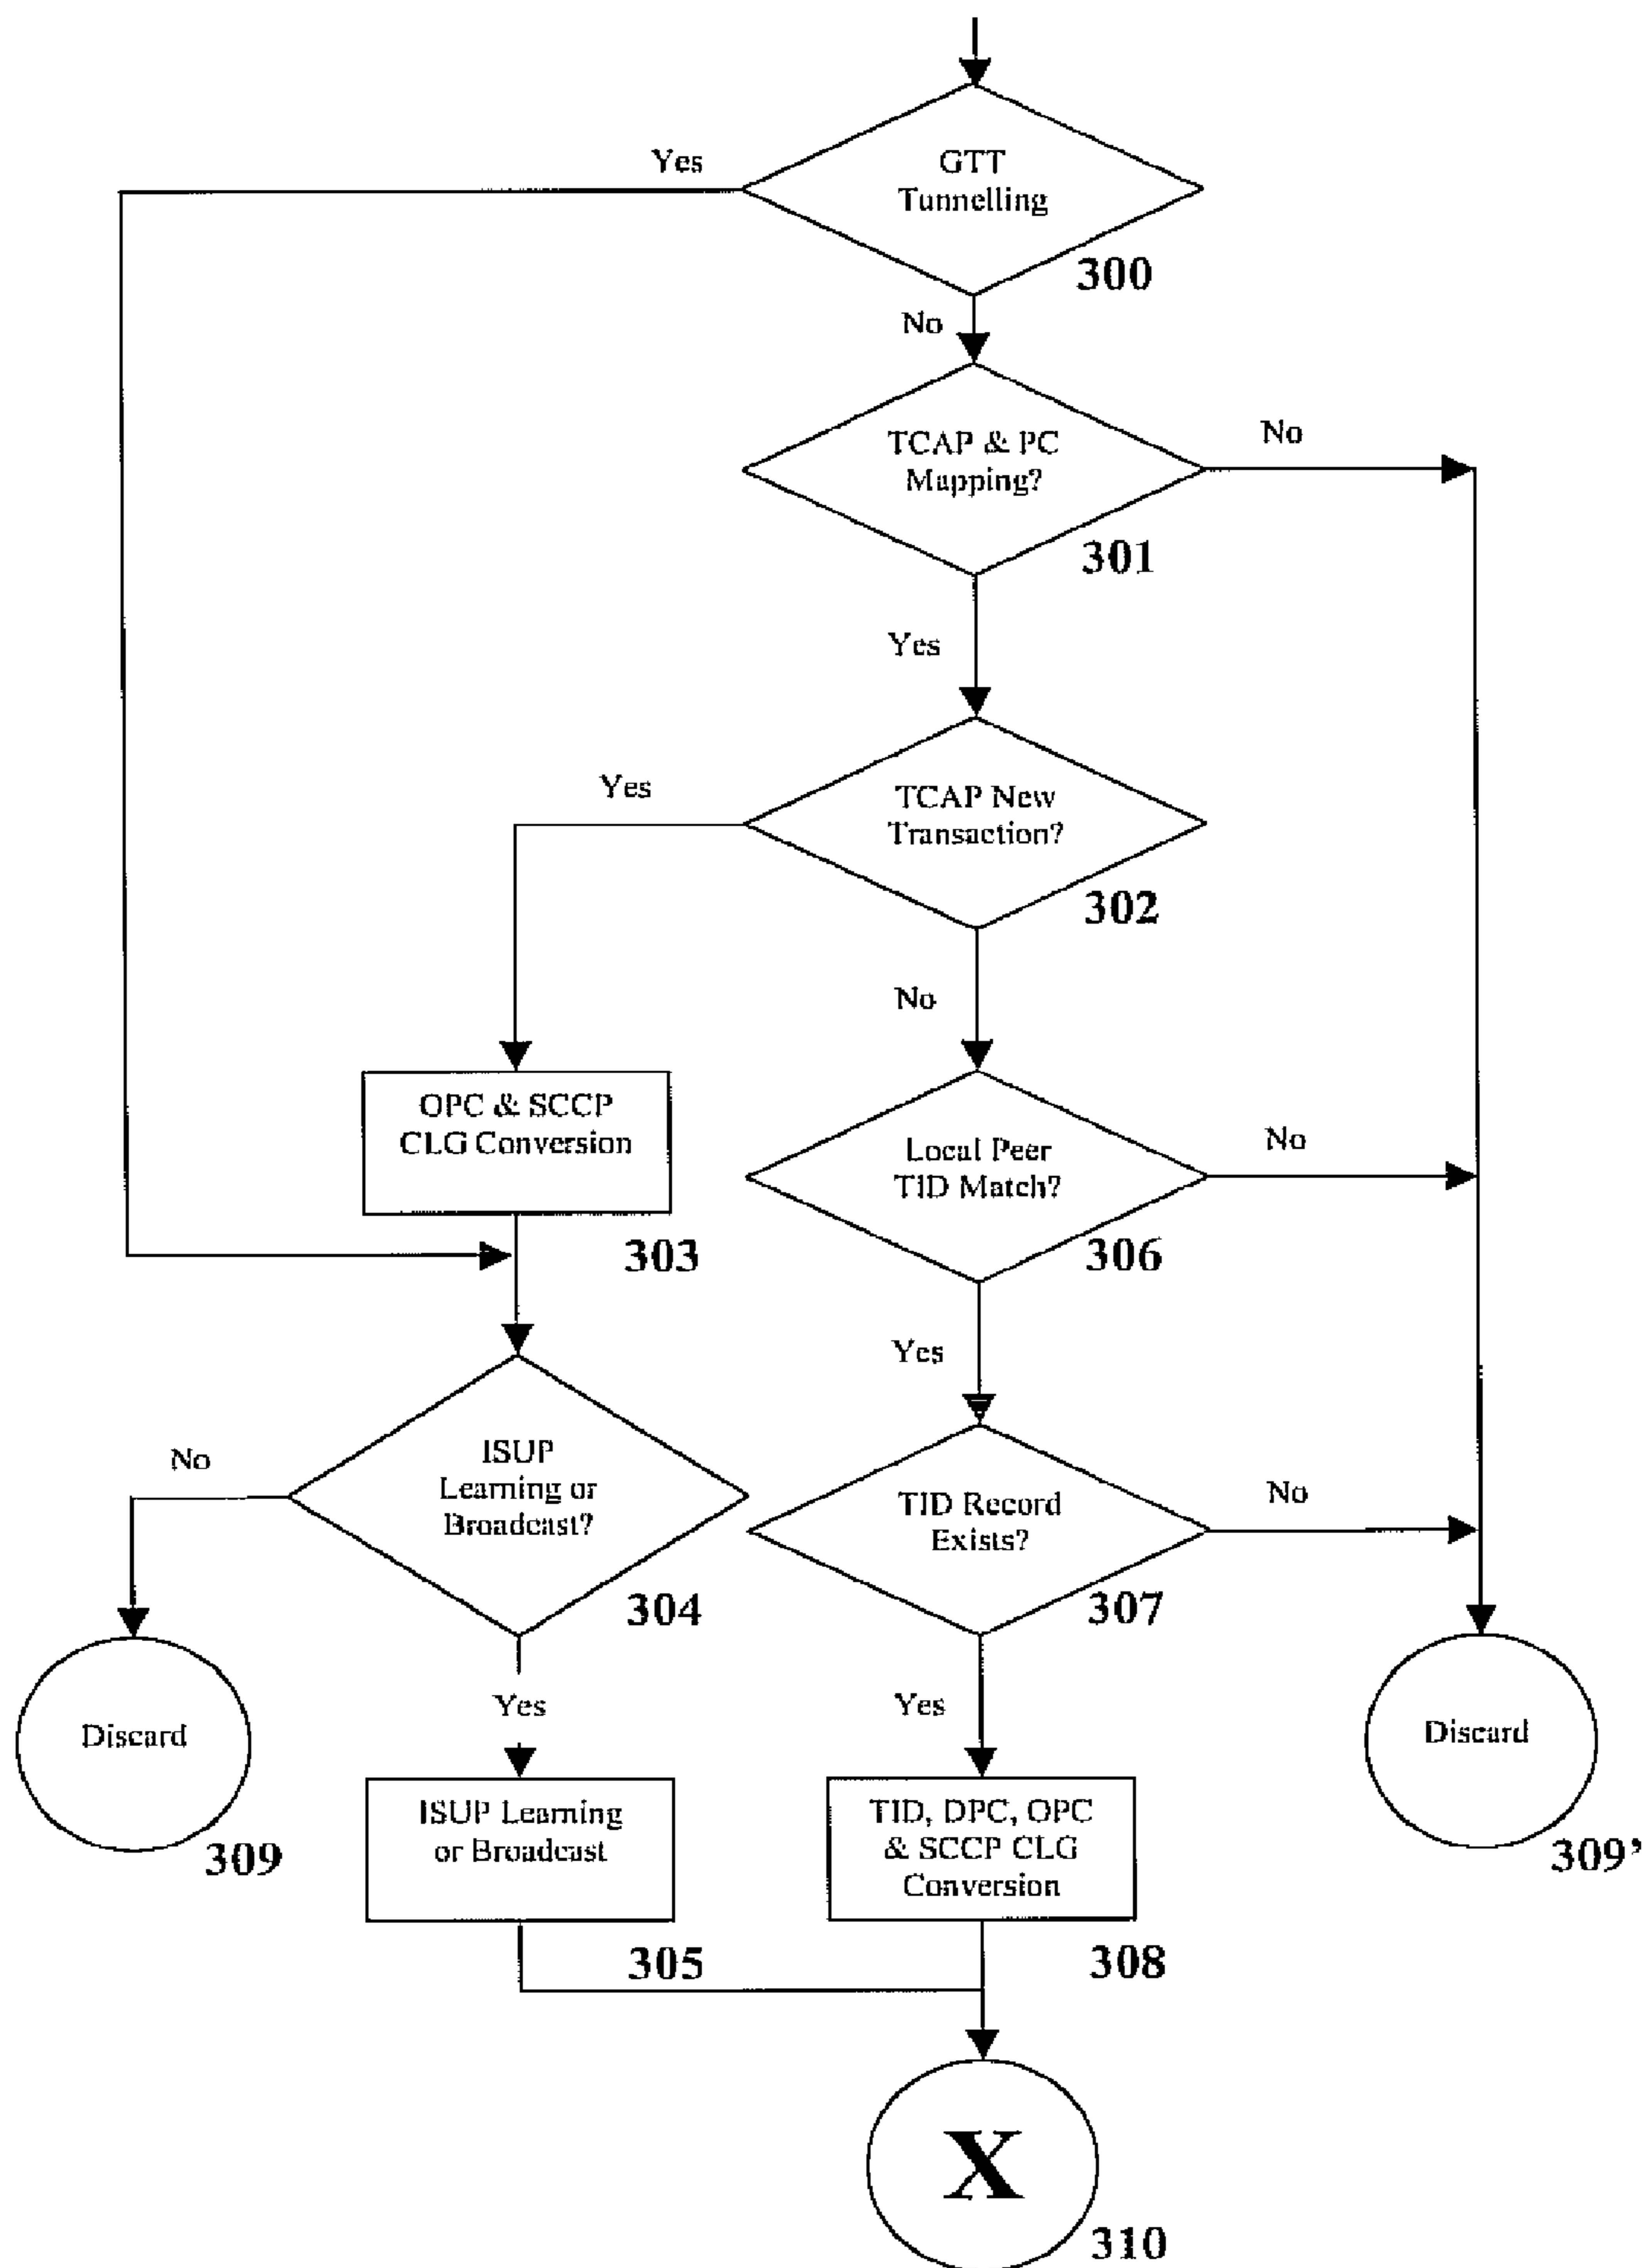 GTT
Tunnelling
300
Yes
No
TCAP & PC
Mapping?
301
No
Yes
TCAP New
Transaction?
302
Yes
No
OPC & SCCP
CLG Conversion
303
Local Peer
TID Match?
306
No
Yes
ISUP
Learning or
Broadcast?
304
No
TID Record
Exists?
307
No
Yes
Yes
Discard
309
ISUP Learning
or Broadcast
305
TID, DPC, OPC
& SCCP CLG
Conversion
308
Discard
309'
X
310